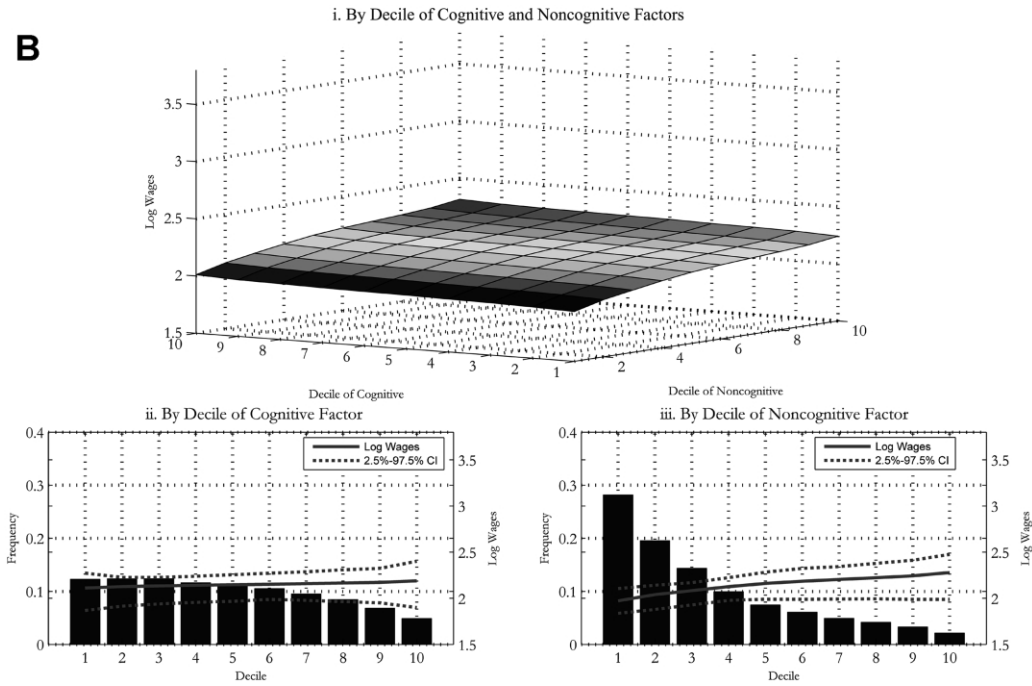 i. By Decile of Cognitive and Noncognitive Factors
B
3.5
3
2.5
2
1.5
Log Wages
10 9 8 7 6 5 4 3 2 1
2 4 6 8 10
Decile of Cognitive
Decile of Noncognitive
ii. By Decile of Cognitive Factor
0.4
0.3
0.2
0.1
0
Frequency
Log Wages
2.5%-97.5% CI
3.5
3
2.5
2
1.5
Log Wages
1 2 3 4 5 6 7 8 9 10
Decile
iii. By Decile of Noncognitive Factor
0.4
0.3
0.2
0.1
0
Frequency
Log Wages
2.5%-97.5% CI
3.5
3
2.5
2
1.5
Log Wages
1 2 3 4 5 6 7 8 9 10
Decile